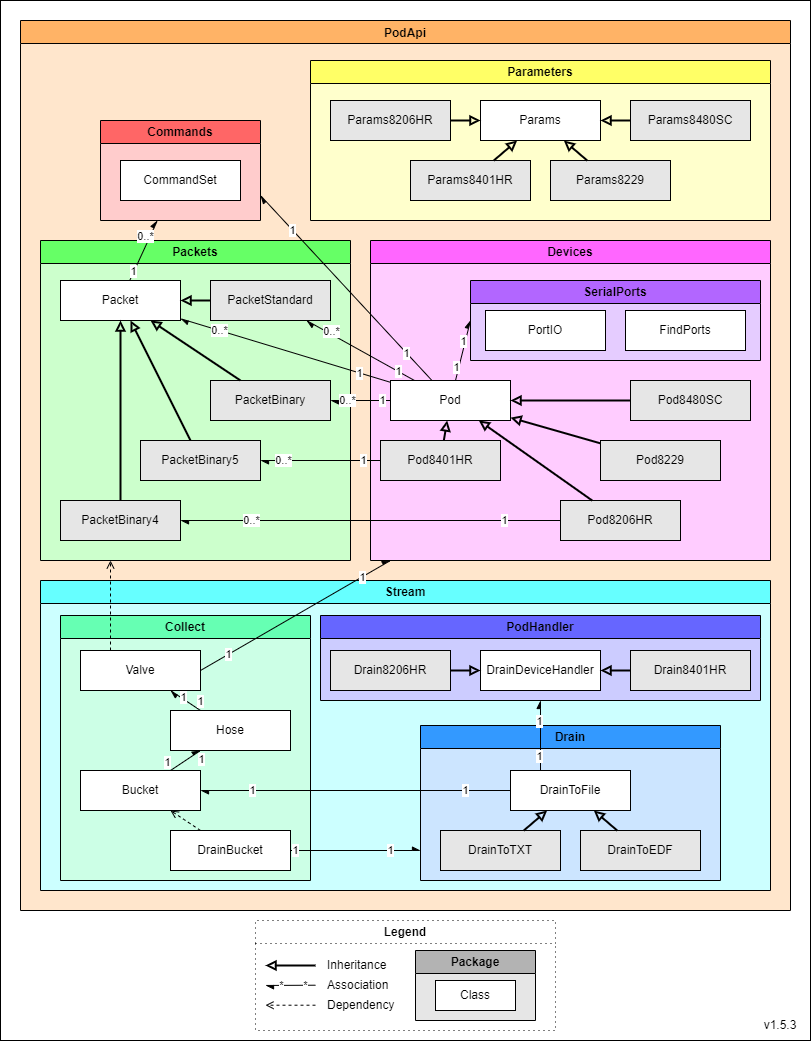 PodApi
Parameters
Params8206HR
Params
Params8480SC
Params8401HR
Params8229
Commands
CommandSet
0..*
1
1
Packets
Packet
PacketStandard
0..*
0..*
1
1
1
PacketBinary
0..*
1
PacketBinary5
0..*
1
PacketBinary4
0..*
1
Devices
SerialPorts
PortIO
FindPorts
1
1
Pod
Pod8480SC
Pod8401HR
Pod8229
Pod8206HR
1
Stream
Collect
Valve
1
1
1
Hose
1
1
Bucket
1
1
DrainBucket
1
1
PodHandler
Drain8206HR
DrainDeviceHandler
Drain8401HR
1
Drain
1
DrainToFile
DrainToTXT
DrainToEDF
Legend
Inheritance
*
*
Association
Dependency
Package
Class
v1.5.3